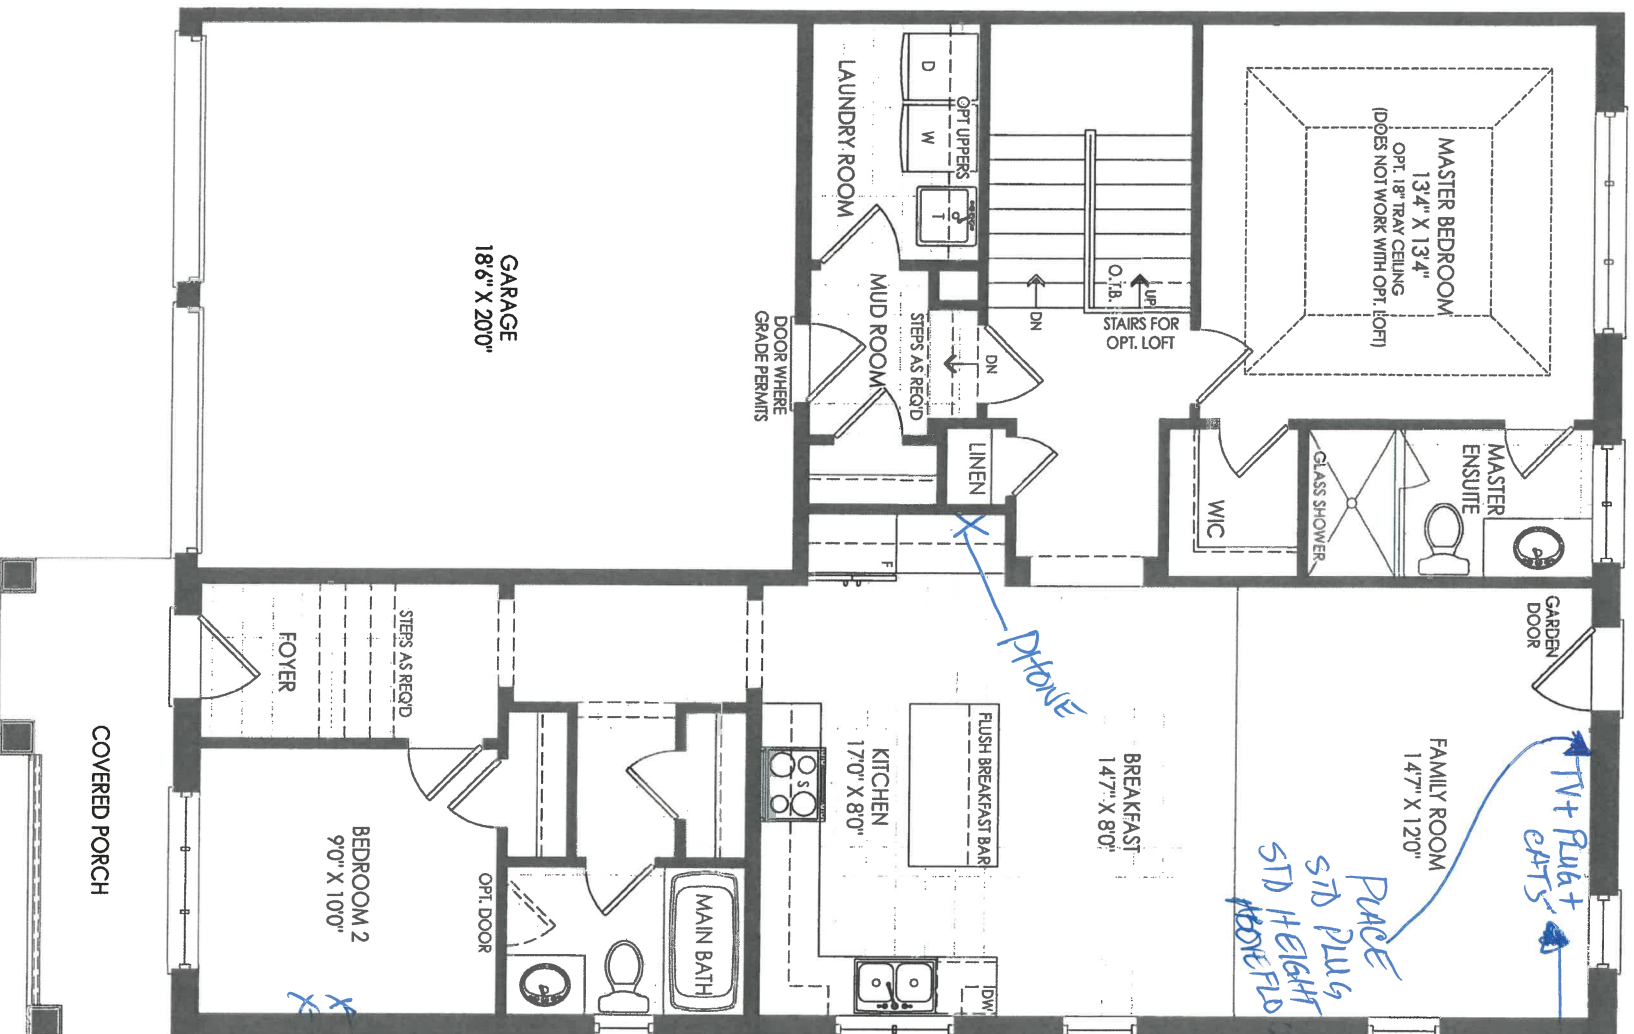 MASTER BEDROOM
13'4" X 13'4"
OPT. 18" TRAY CEILING
(DOES NOT WORK WITH OPT. LOFT)
MASTER
ENSUITE
GLASS SHOWER
WIC
GARDEN
DOOR
FAMILY ROOM
14'7" X 12'0"
TV + PLUG +
CAT5
PLACE
STD PLUG
STD HEIGHT
ABOVE FLO
O.T.B.
UP
DN
STAIRS FOR
OPT. LOFT
OPT UPPERS
D
W
T
LAUNDRY ROOM
MUD ROOM
STEPS AS REQ'D
DN
LINEN
F
PHONE
BREAKFAST
14'7" X 8'0"
FLUSH BREAKFAST BAR
KITCHEN
17'0" X 8'0"
S
DW
GARAGE
18'6" X 20'0"
DOOR WHERE
GRADE PERMITS
MAIN BATH
STEPS AS REQ'D
FOYER
OPT. DOOR
BEDROOM 2
9'0" X 10'0"
COVERED PORCH